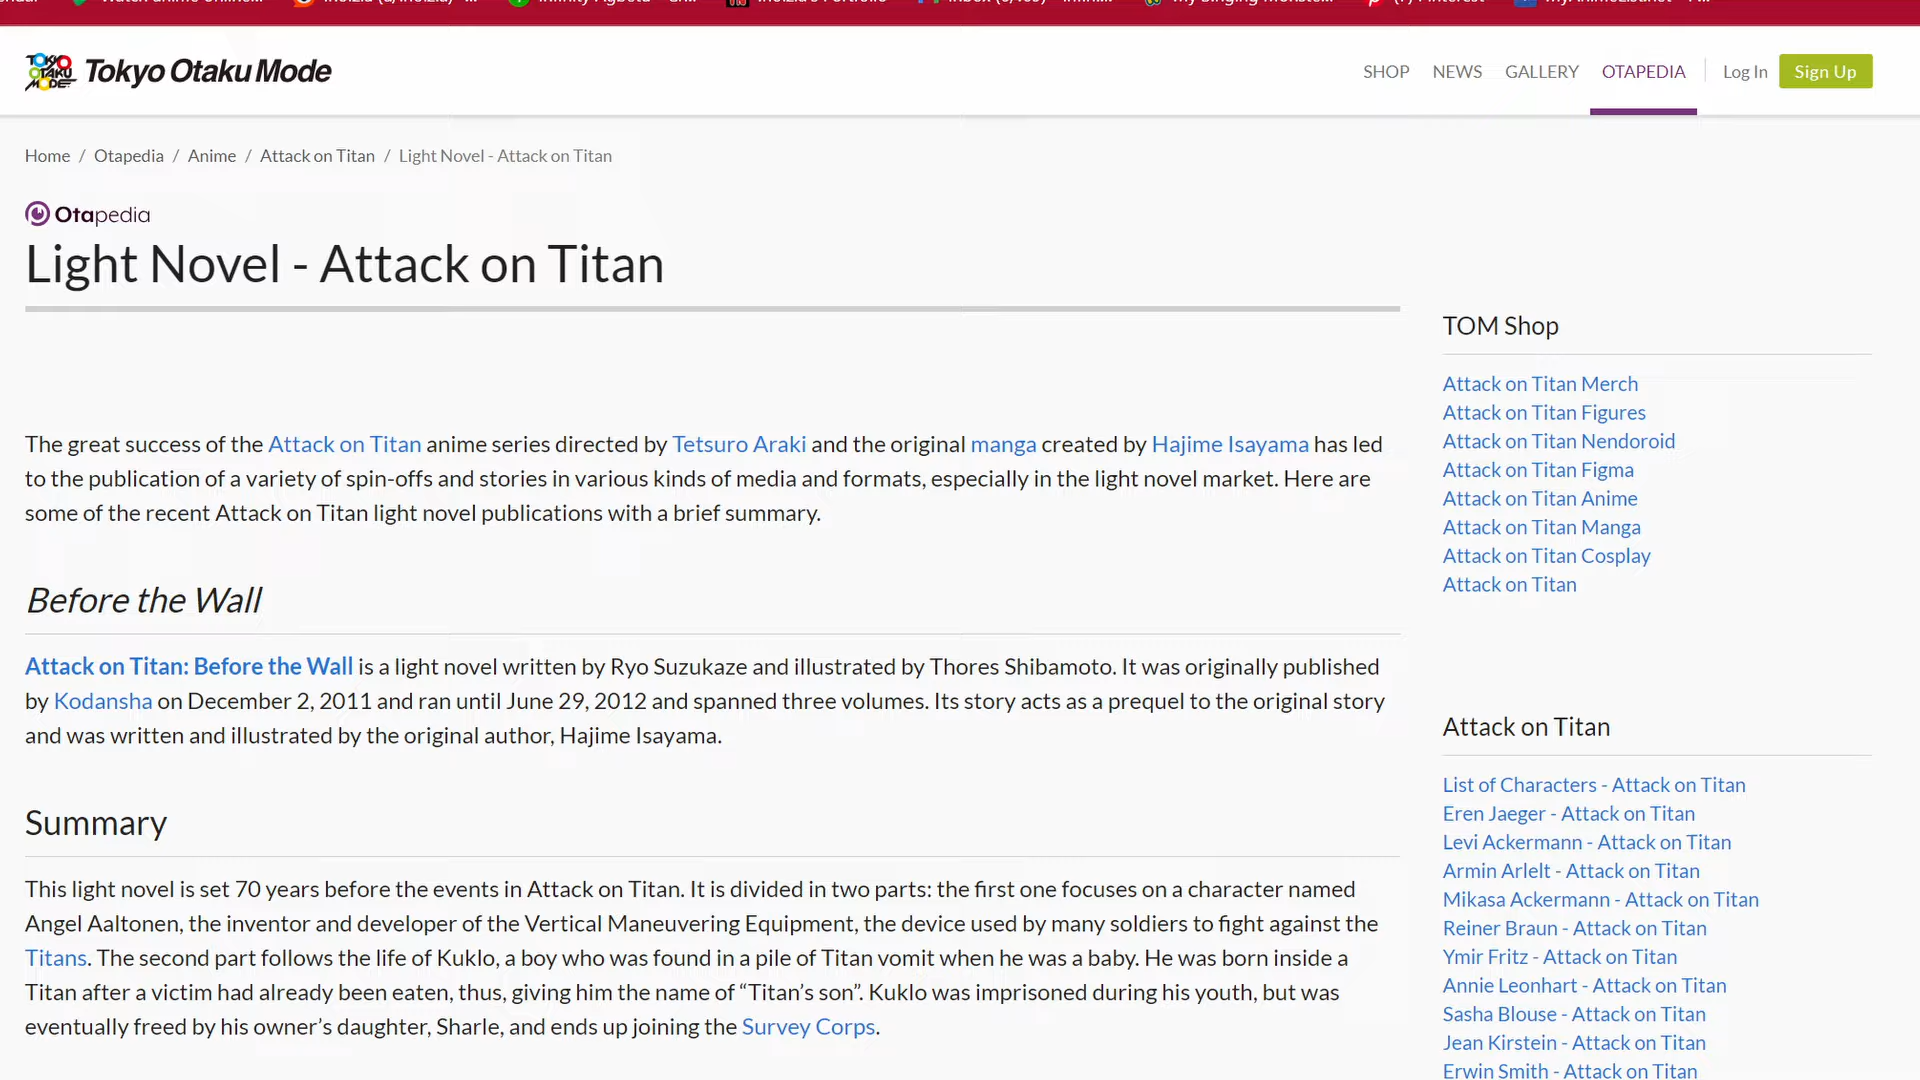 TOKYO OTAKU MODE Tokyo Otaku Mode
SHOP NEWS GALLERY OTAPEDIA Log In Sign Up
Home / Otapedia / Anime / Attack on Titan / Light Novel - Attack on Titan
Otapedia
Light Novel - Attack on Titan
The great success of the Attack on Titan anime series directed by Tetsuro Araki and the original manga created by Hajime Isayama has led
to the publication of a variety of spin-offs and stories in various kinds of media and formats, especially in the light novel market. Here are
some of the recent Attack on Titan light novel publications with a brief summary.
Before the Wall
Attack on Titan: Before the Wall is a light novel written by Ryo Suzukaze and illustrated by Thores Shibamoto. It was originally published
by Kodansha on December 2, 2011 and ran until June 29, 2012 and spanned three volumes. Its story acts as a prequel to the original story
and was written and illustrated by the original author, Hajime Isayama.
Summary
This light novel is set 70 years before the events in Attack on Titan. It is divided in two parts: the first one focuses on a character named
Angel Aaltonen, the inventor and developer of the Vertical Maneuvering Equipment, the device used by many soldiers to fight against the
Titans. The second part follows the life of Kuklo, a boy who was found in a pile of Titan vomit when he was a baby. He was born inside a
Titan after a victim had already been eaten, thus, giving him the name of “Titan’s son”. Kuklo was imprisoned during his youth, but was
eventually freed by his owner’s daughter, Sharle, and ends up joining the Survey Corps.
TOM Shop
Attack on Titan Merch
Attack on Titan Figures
Attack on Titan Nendoroid
Attack on Titan Figma
Attack on Titan Anime
Attack on Titan Manga
Attack on Titan Cosplay
Attack on Titan
Attack on Titan
List of Characters - Attack on Titan
Eren Jaeger - Attack on Titan
Levi Ackermann - Attack on Titan
Armin Arlelt - Attack on Titan
Mikasa Ackermann - Attack on Titan
Reiner Braun - Attack on Titan
Ymir Fritz - Attack on Titan
Annie Leonhart - Attack on Titan
Sasha Blouse - Attack on Titan
Jean Kirstein - Attack on Titan
Erwin Smith - Attack on Titan